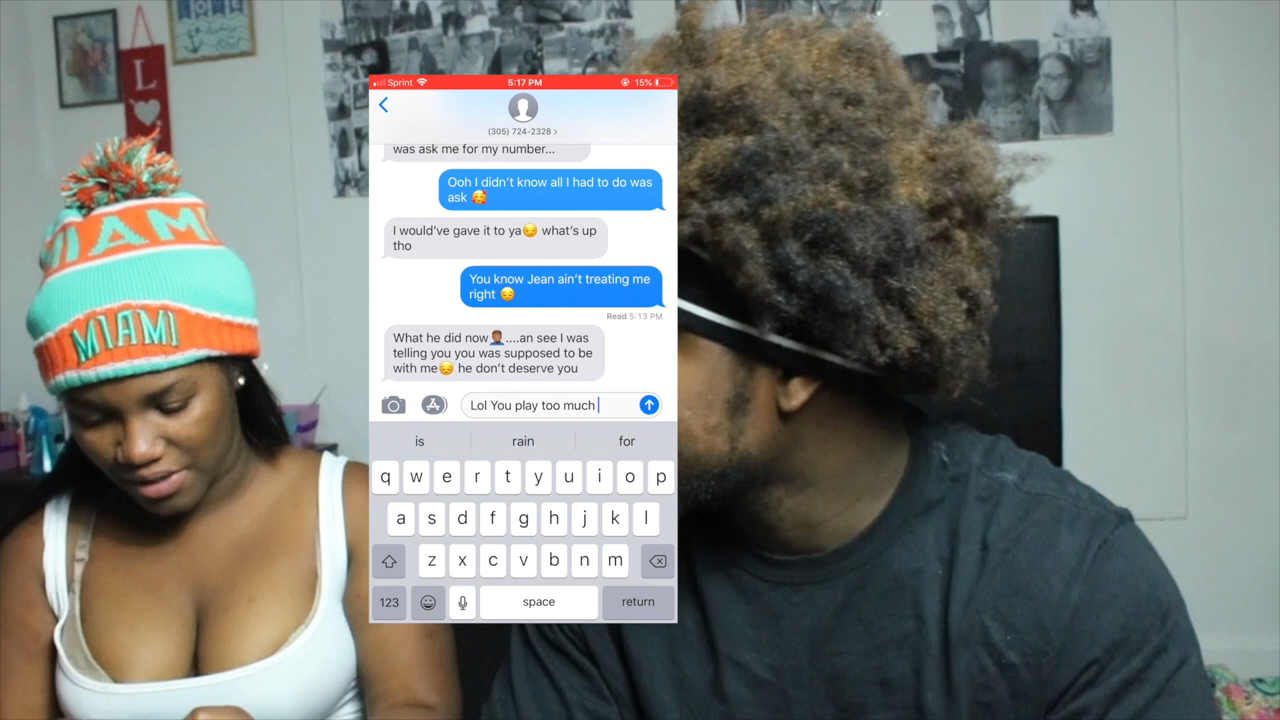 LOVE
L
MIAMI
MIAMI
Sprint
5:17 PM
15%
(305) 724-2328 >
was ask me for my number...
Ooh I didn't know all I had to do was
ask 🥰
I would've gave it to ya😏 what's up
tho
You know Jean ain't treating me
right 😔
Read 5:13 PM
What he did now🤦🏾‍♂️....an see I was
telling you you was supposed to be
with me😏 he don't deserve you
Lol You play too much
is rain for
q w e r t y u i o p
a s d f g h j k l
z x c v b n m
123 space return